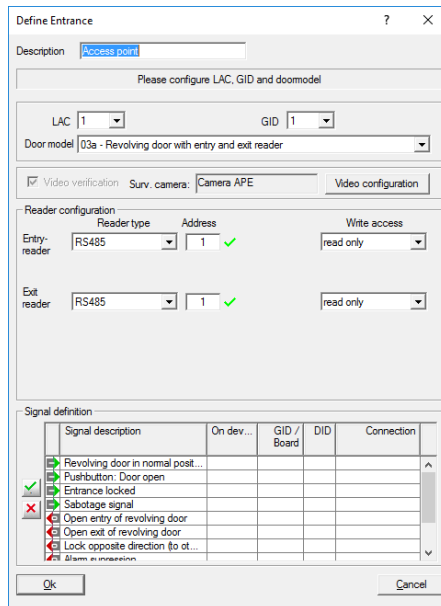 Define Entrance ? ×
Description Access point
Please configure LAC, GID and doormodel
LAC 1 GID 1
Door model 03a - Revolving door with entry and exit reader
Video verification Surv. camera: Camera APE Video configuration
Reader configuration
Reader type Address Write access
Entry-
reader RS485 1 read only
Exit
reader RS485 1 read only
Signal definition
Signal description On dev... GID / Board DID Connection
Revolving door in normal posit...
Pushbutton: Door open
Entrance locked
Sabotage signal
Open entry of revolving door
Open exit of revolving door
Lock opposite direction (to ot...
Alarm supression
Ok Cancel